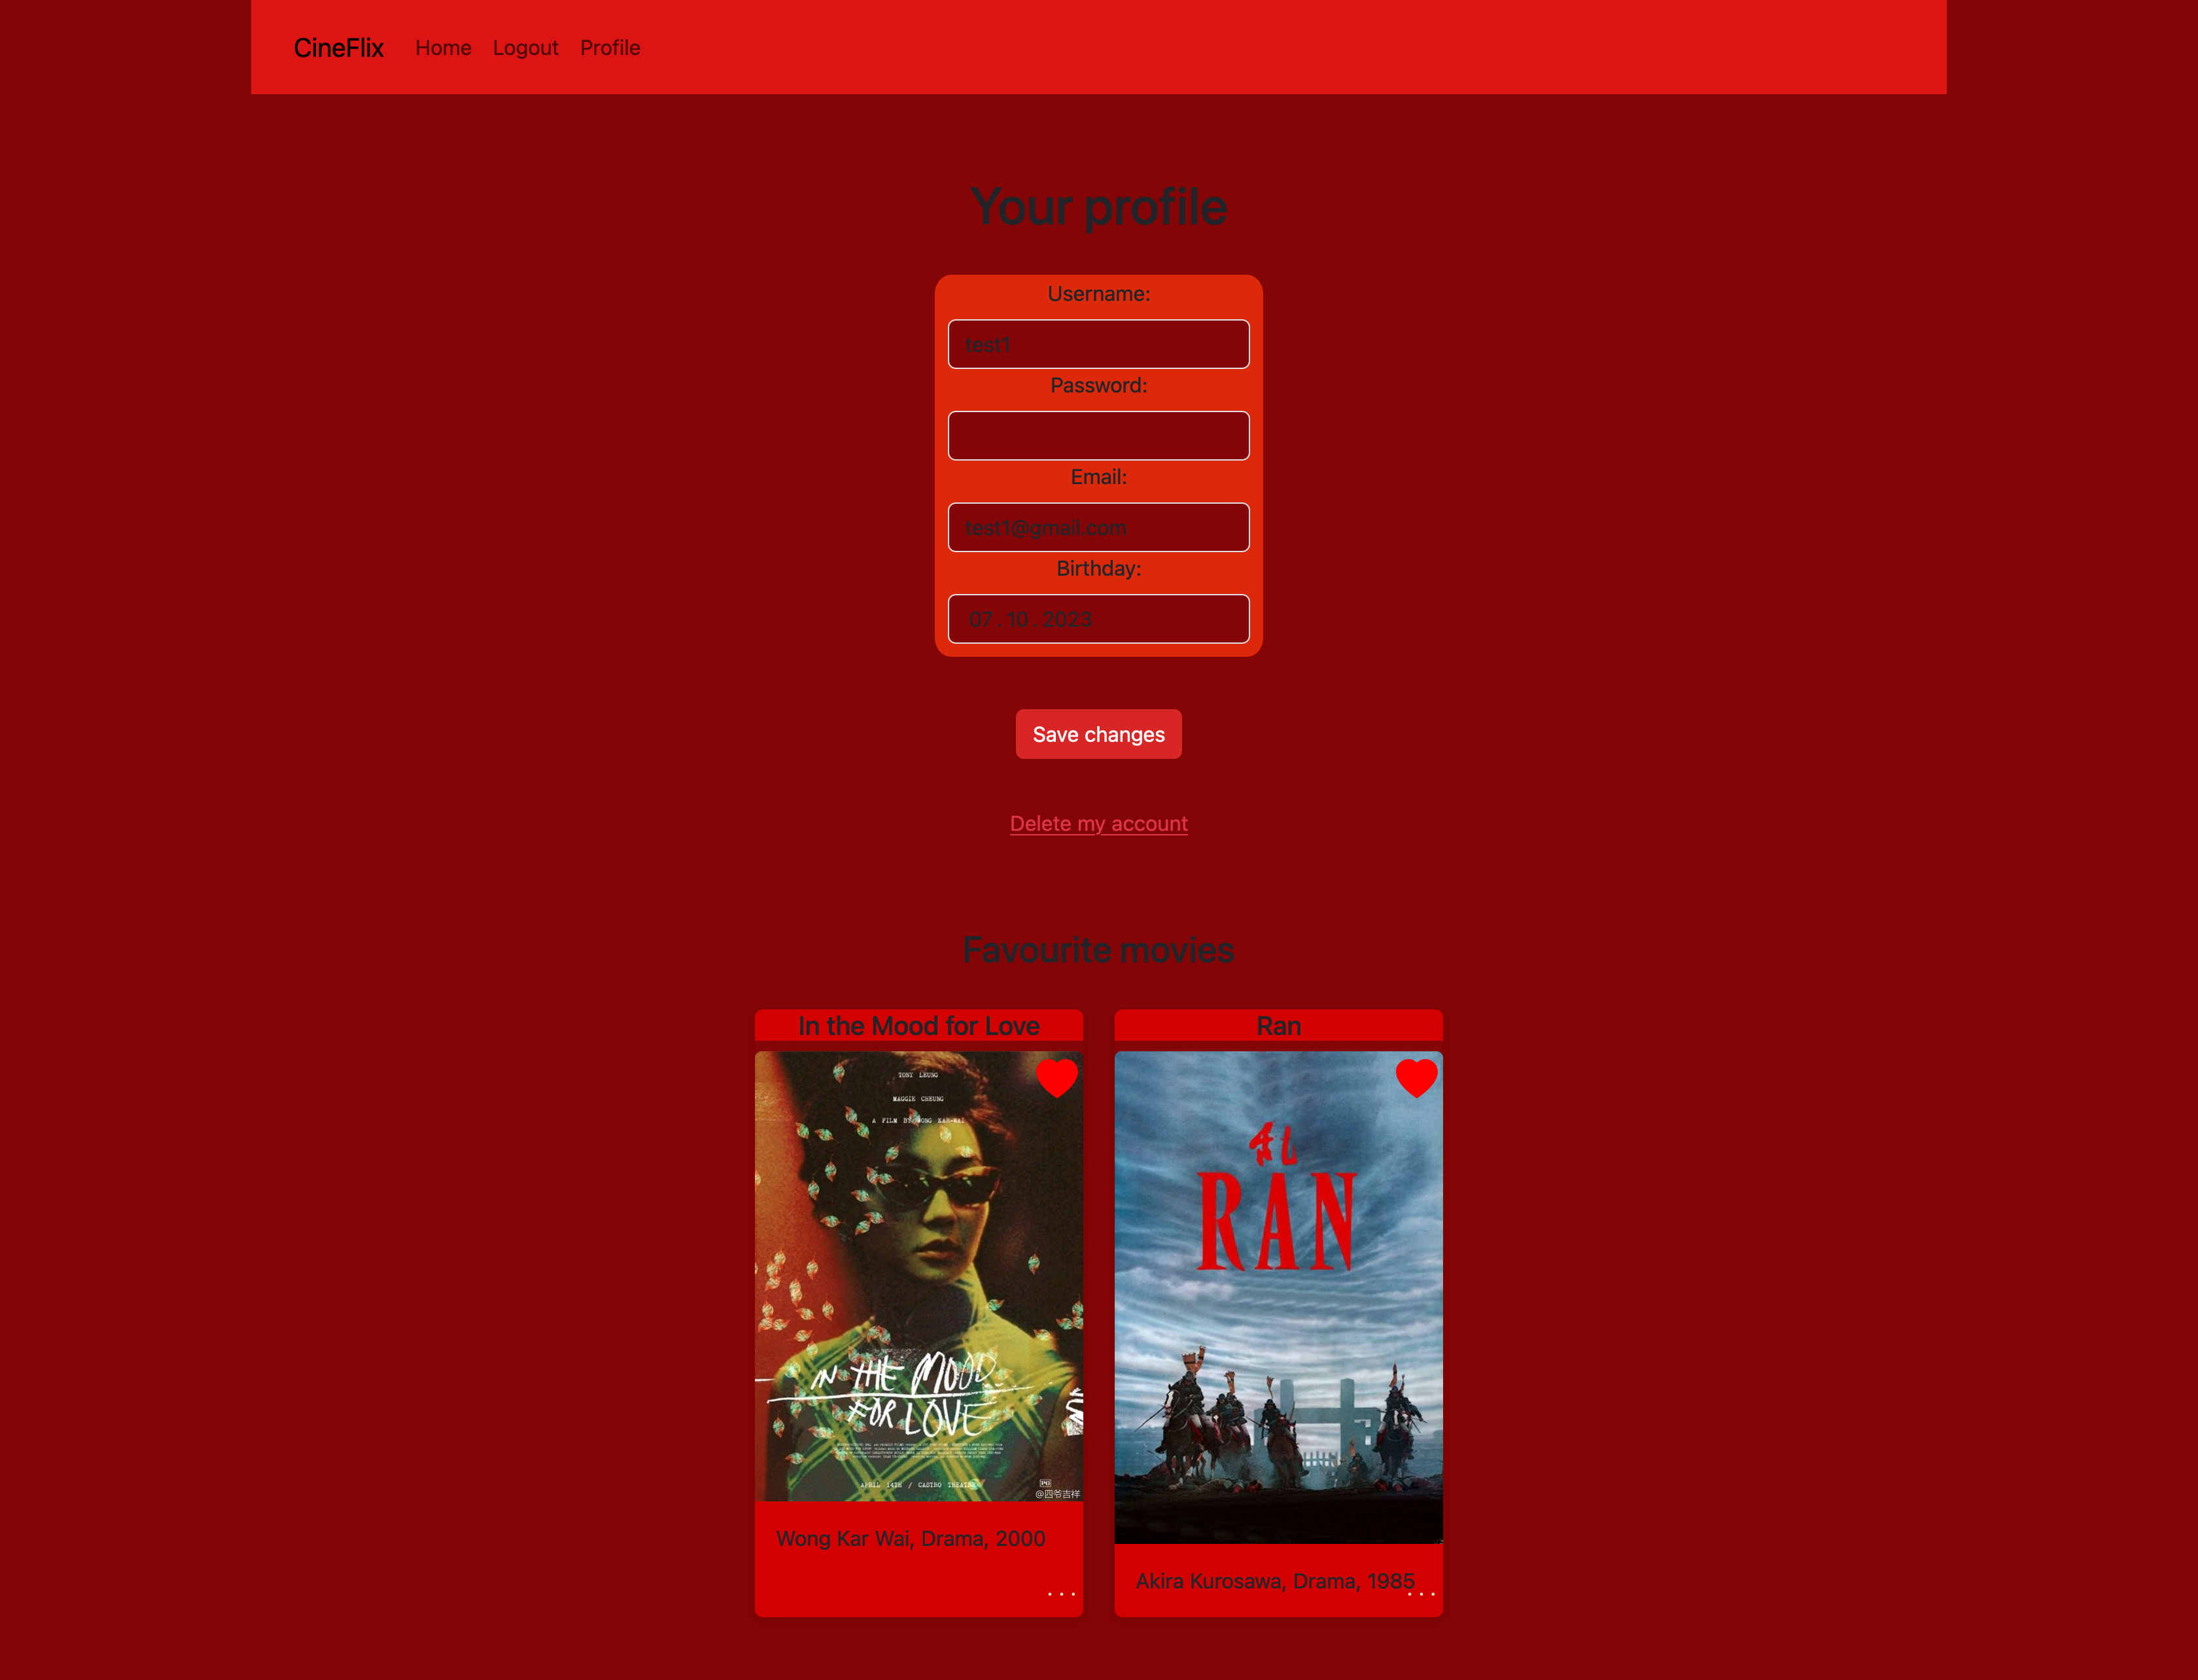 CineFlix Home Logout Profile
Your profile
Username:
test1
Password:
Email:
test1@gmail.com
Birthday:
07.10.2023
Save changes
Delete my account
Favourite movies
In the Mood for Love
TONY LEUNG
MAGGIE CHEUNG
A FILM BY WONG KAR-WAI
IN THE MOOD
FOR LOVE
APRIL 14TH / CASTRO THEATRE
PG
@四爷吉祥
Wong Kar Wai, Drama, 2000
...
Ran
乱
RAN
Akira Kurosawa, Drama, 1985
...